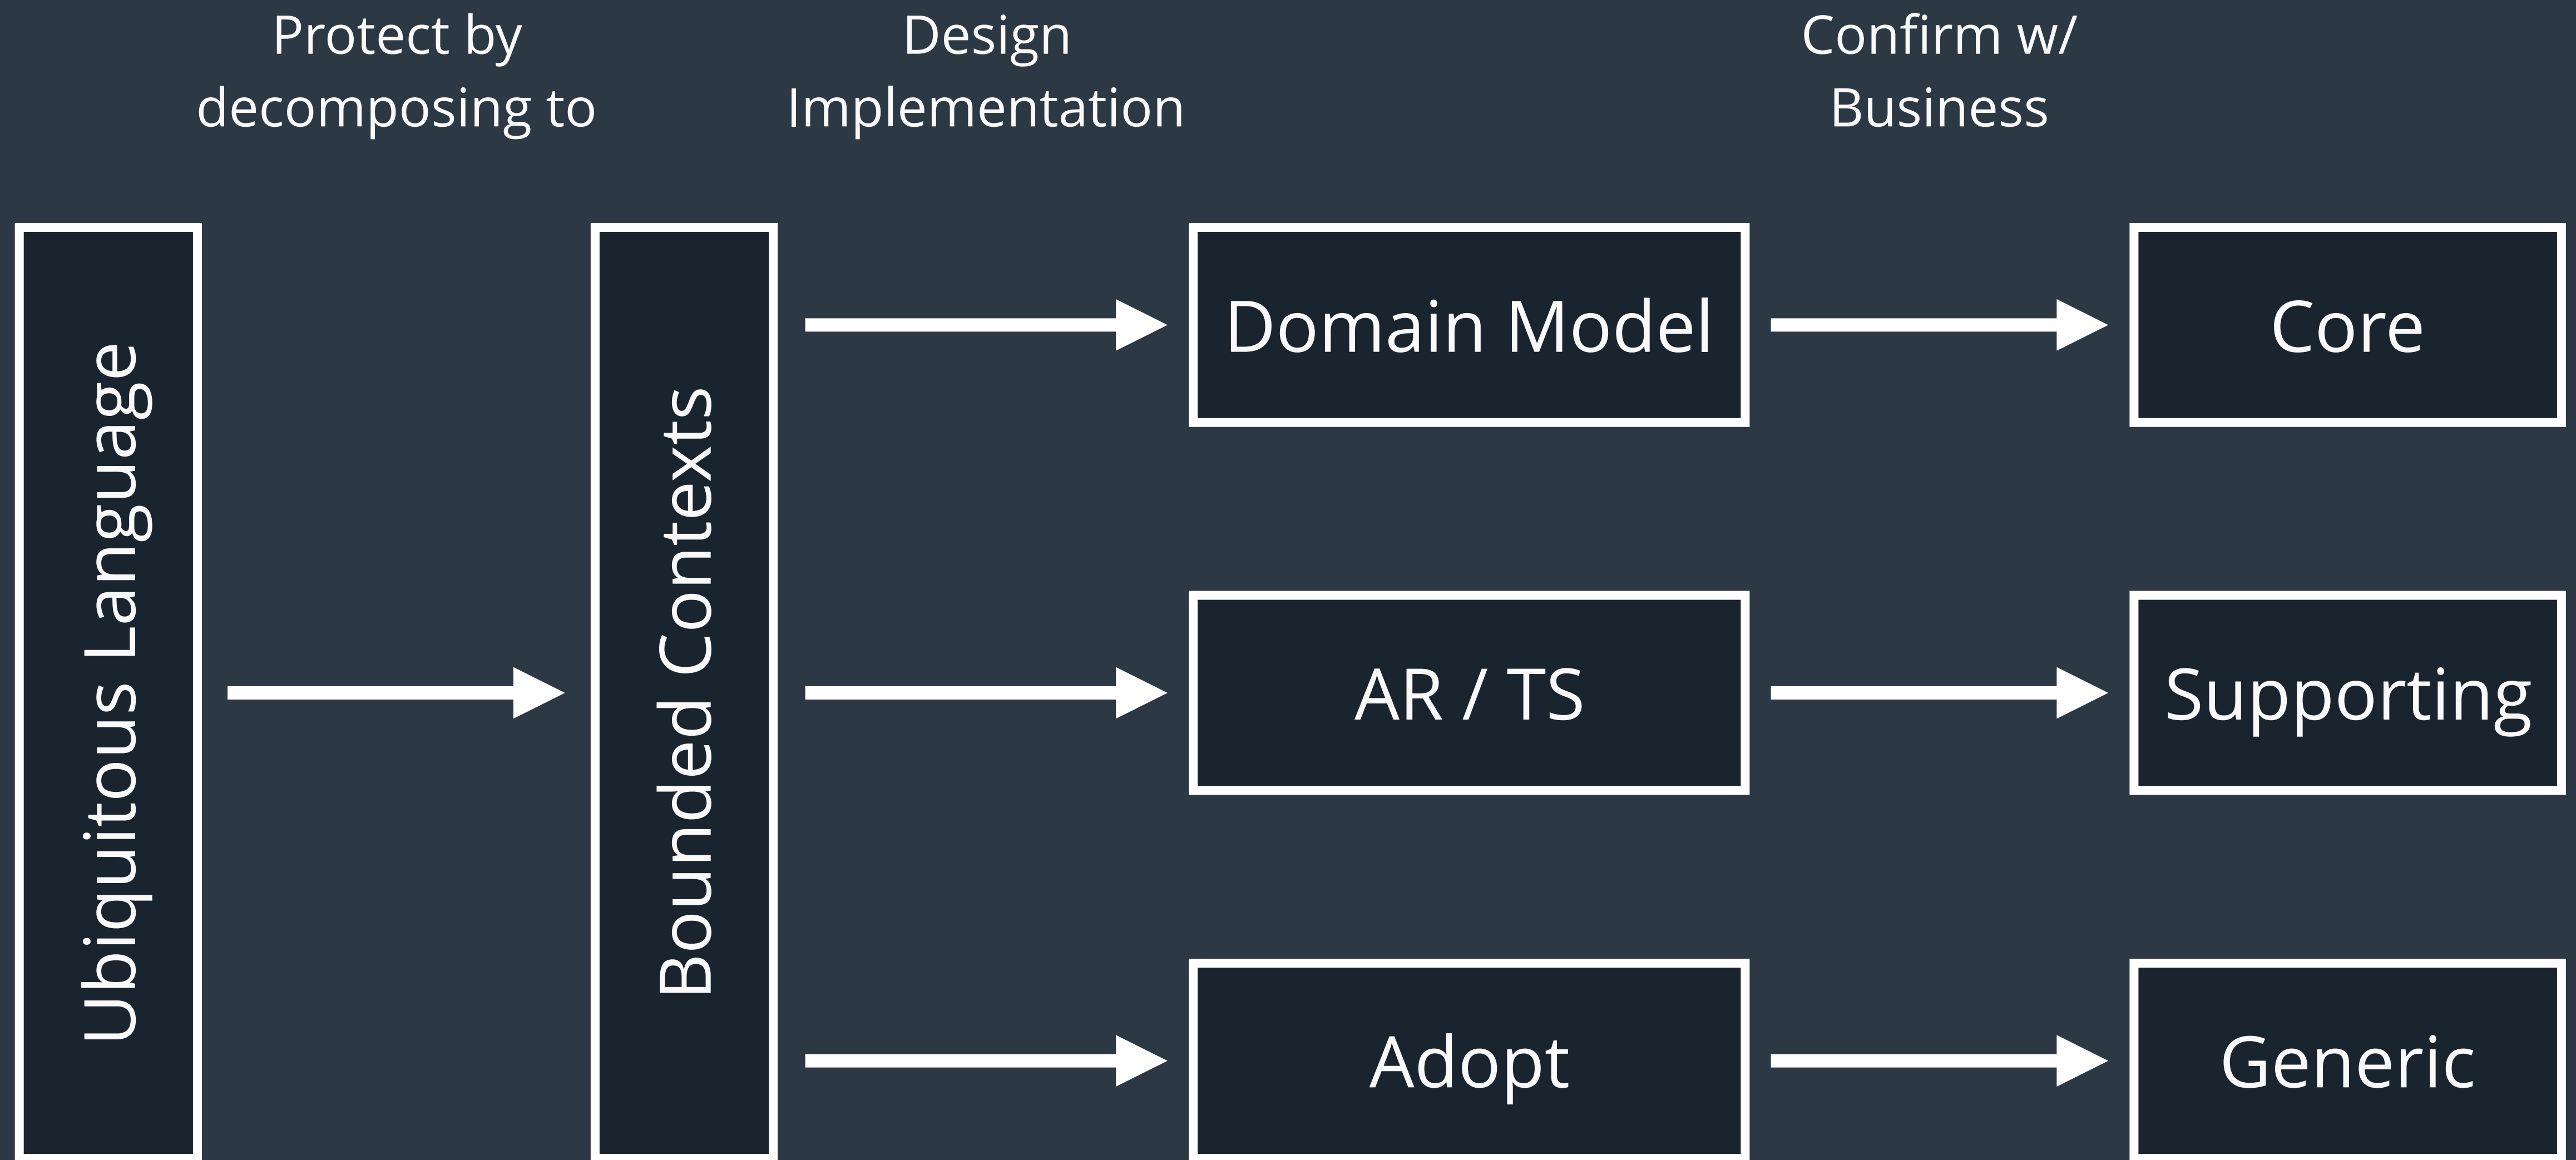 Protect by
decomposing to
Design
Implementation
Confirm w/
Business
Ubiquitous Language
Bounded Contexts
Domain Model
Core
AR / TS
Supporting
Adopt
Generic